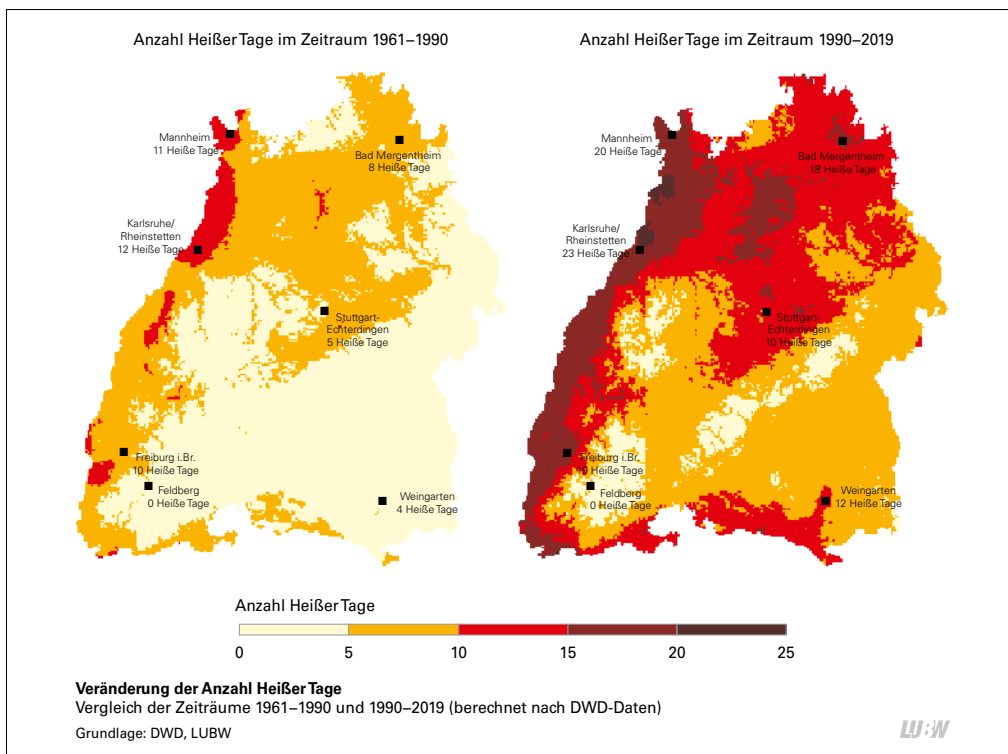 Anzahl Heißer Tage im Zeitraum 1961–1990
Mannheim
11 Heiße Tage
Bad Mergentheim
8 Heiße Tage
Karlsruhe/
Rheinstetten
12 Heiße Tage
Stuttgart-
Echterdingen
5 Heiße Tage
Freiburg i.Br.
10 Heiße Tage
Feldberg
0 Heiße Tage
Weingarten
4 Heiße Tage
Anzahl Heißer Tage im Zeitraum 1990–2019
Mannheim
20 Heiße Tage
Bad Mergentheim
18 Heiße Tage
Karlsruhe/
Rheinstetten
23 Heiße Tage
Stuttgart-
Echterdingen
10 Heiße Tage
Freiburg i.Br.
19 Heiße Tage
Feldberg
0 Heiße Tage
Weingarten
12 Heiße Tage
Anzahl Heißer Tage
0 5 10 15 20 25
Veränderung der Anzahl Heißer Tage
Vergleich der Zeiträume 1961–1990 und 1990–2019 (berechnet nach DWD-Daten)
Grundlage: DWD, LUBW
LUBW